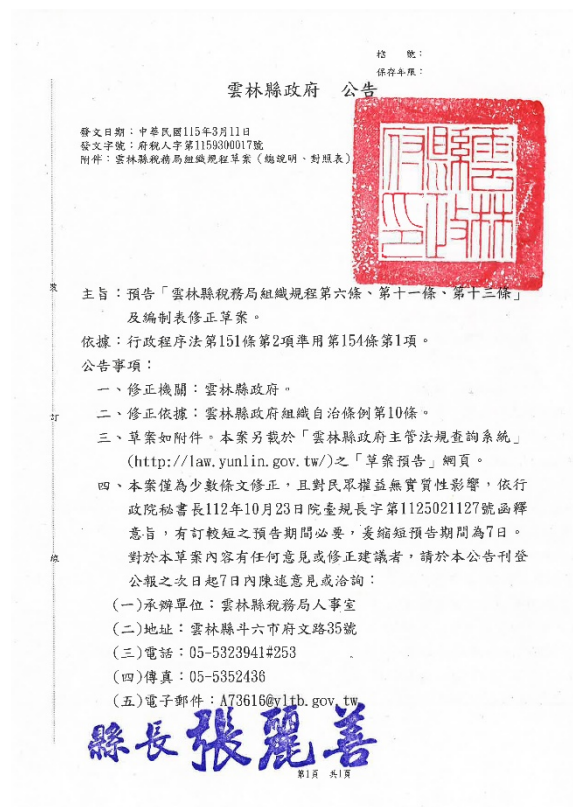 檔　號：
保存年限：
雲林縣政府　公告
發文日期：中華民國115年3月11日
發文字號：府稅人字第1159300017號
附件：雲林縣稅務局組織規程草案（總說明、對照表）
雲林縣政府印
主旨：預告「雲林縣稅務局組織規程第六條、第十一條、第十三條」
及編制表修正草案。
依據：行政程序法第151條第2項準用第154條第1項。
公告事項：
一、修正機關：雲林縣政府。
二、修正依據：雲林縣政府組織自治條例第10條。
三、草案如附件。本案另載於「雲林縣政府主管法規查詢系統」
(http://law.yunlin.gov.tw/)之「草案預告」網頁。
四、本案僅為少數條文修正，且對民眾權益無實質性影響，依行
政院秘書長112年10月23日院臺規長字第1125021127號函釋
意旨，有訂較短之預告期間必要，爰縮短預告期間為7日。
對於本草案內容有任何意見或修正建議者，請於本公告刊登
公報之次日起7日內陳述意見或洽詢：
(一)承辦單位：雲林縣稅務局人事室
(二)地址：雲林縣斗六市府文路35號
(三)電話：05-5323941#253
(四)傳真：05-5352436
(五)電子郵件：A73616@yltb.gov.tw
縣長張麗善
第1頁　共1頁
裝
訂
線